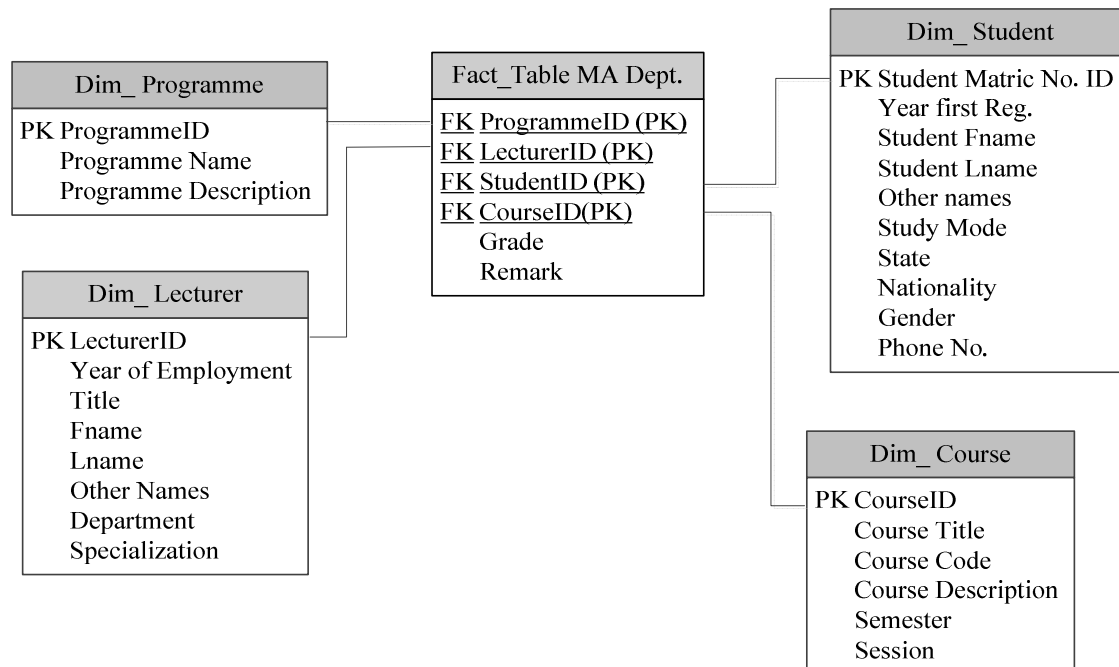 Dim_ Programme
PK ProgrammeID
Programme Name
Programme Description
Dim_ Lecturer
PK LecturerID
Year of Employment
Title
Fname
Lname
Other Names
Department
Specialization
Fact_Table MA Dept.
FK ProgrammeID (PK)
FK LecturerID (PK)
FK StudentID (PK)
FK CourseID(PK)
Grade
Remark
Dim_ Student
PK Student Matric No. ID
Year first Reg.
Student Fname
Student Lname
Other names
Study Mode
State
Nationality
Gender
Phone No.
Dim_ Course
PK CourseID
Course Title
Course Code
Course Description
Semester
Session